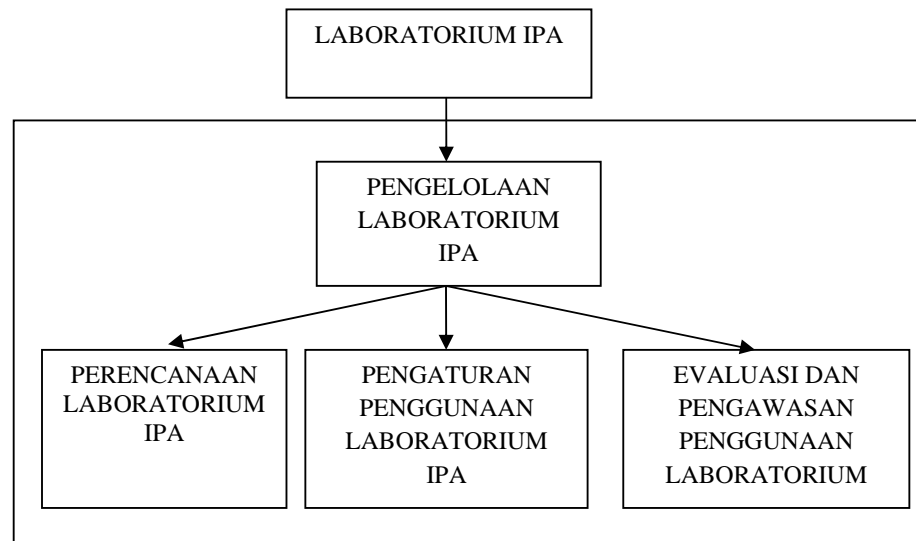 LABORATORIUM IPA
PENGELOLAAN
LABORATORIUM
IPA
PERENCANAAN
LABORATORIUM
IPA
PENGATURAN
PENGGUNAAN
LABORATORIUM
IPA
EVALUASI DAN
PENGAWASAN
PENGGUNAAN
LABORATORIUM